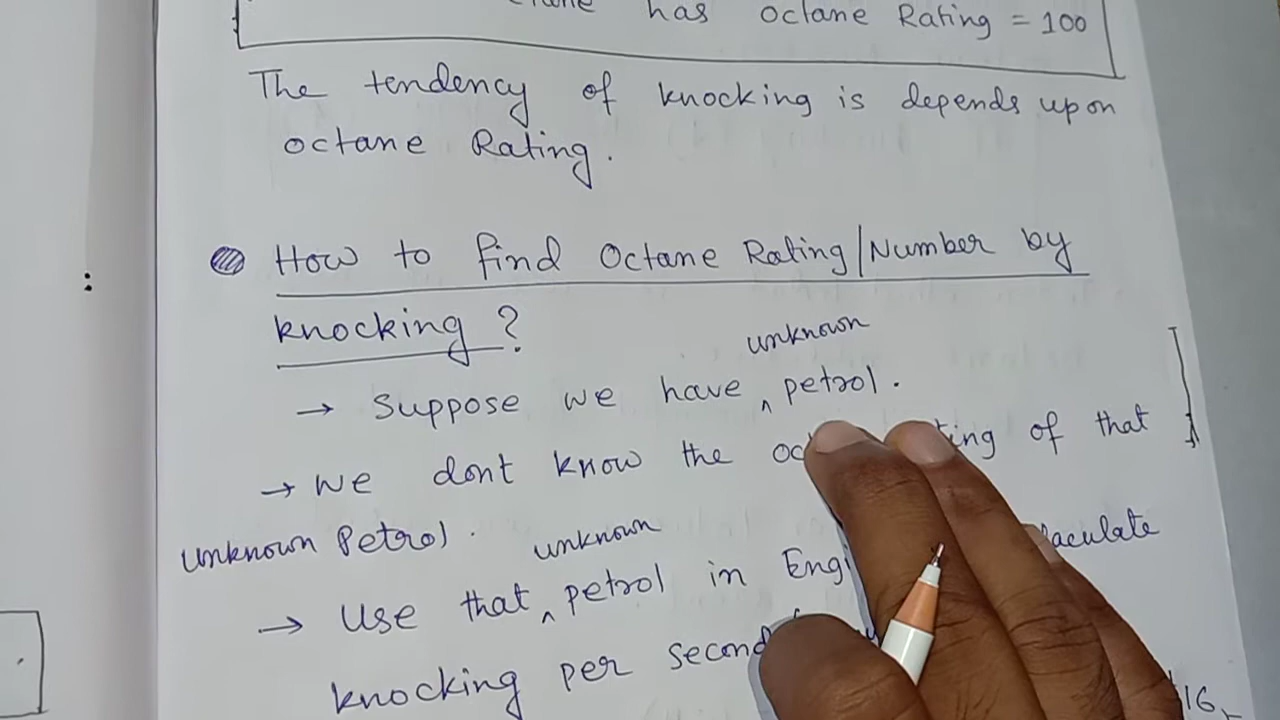 has octane Rating = 100
The tendency of knocking is depends upon
octane Rating.
How to find Octane Rating/Number by
knocking ?
unknown
→ Suppose we have ^ petrol.
→ we dont know the of that
unknown Petrol.
unknown
→ Use that ^ petrol in
knocking per second